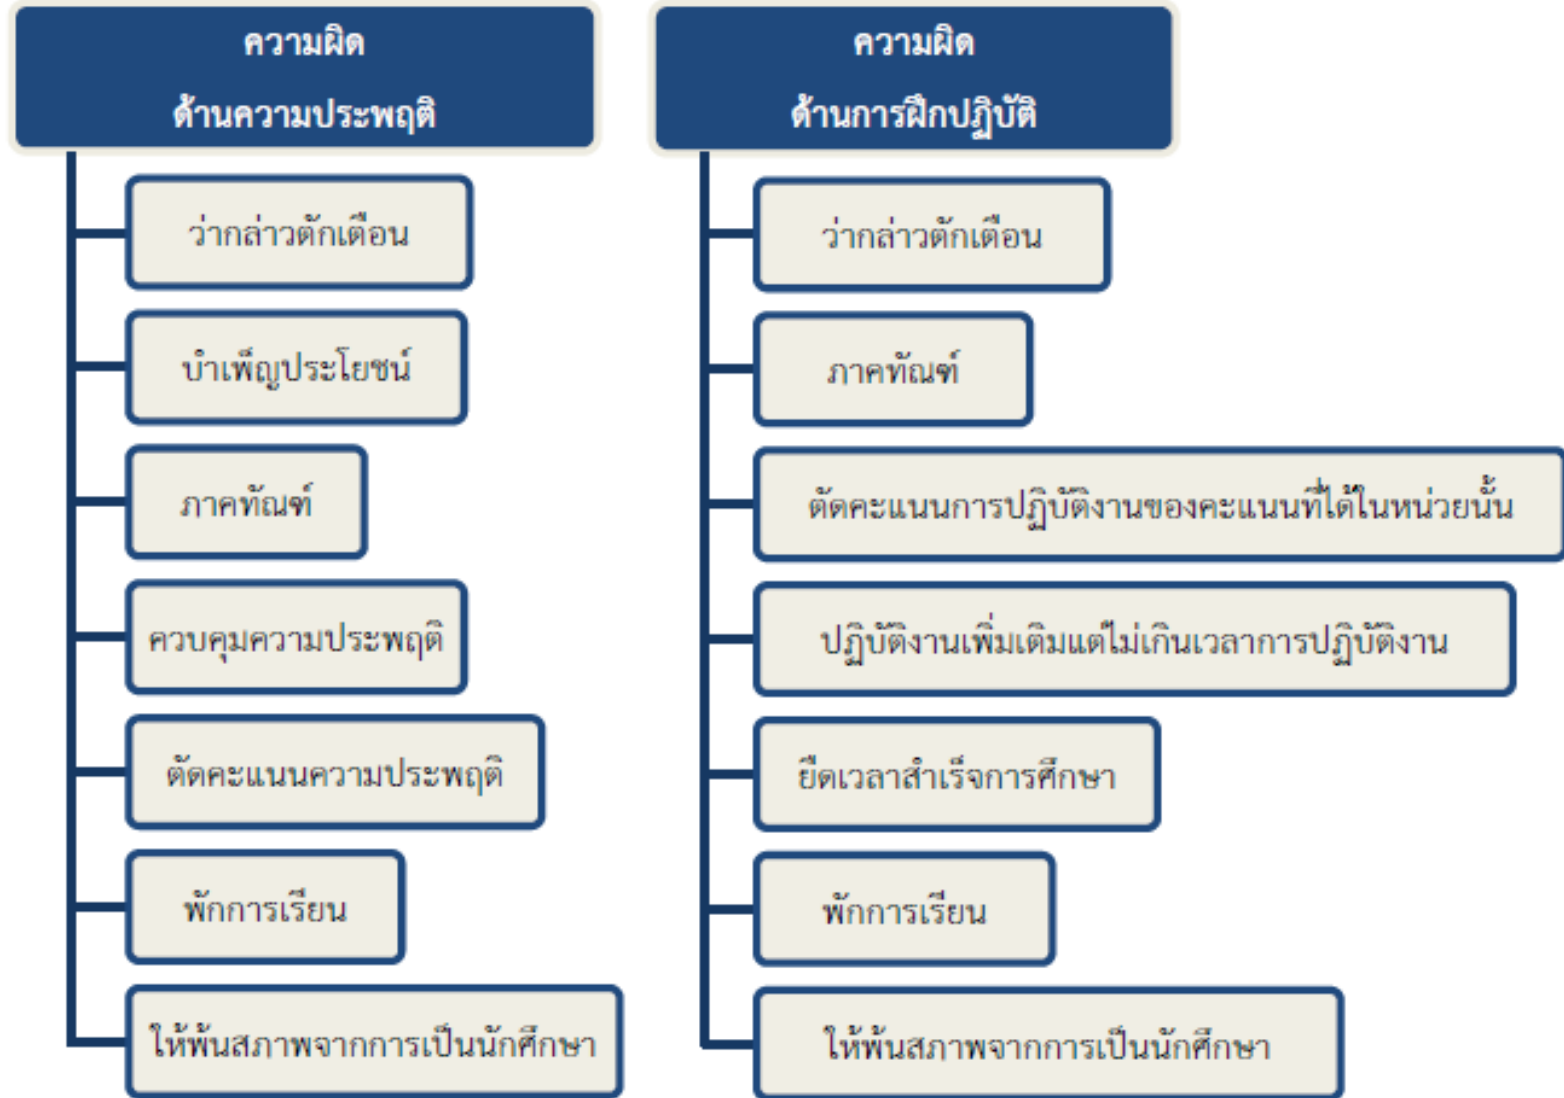 ความผิด
ด้านความประพฤติ
ว่ากล่าวตักเตือน
บำเพ็ญประโยชน์
ภาคทัณฑ์
ควบคุมความประพฤติ
ตัดคะแนนความประพฤติ
พักการเรียน
ให้พ้นสภาพจากการเป็นนักศึกษา
ความผิด
ด้านการฝึกปฏิบัติ
ว่ากล่าวตักเตือน
ภาคทัณฑ์
ตัดคะแนนการปฏิบัติงานของคะแนนที่ได้ในหน่วยนั้น
ปฏิบัติงานเพิ่มเติมแต่ไม่เกินเวลาการปฏิบัติงาน
ยืดเวลาสำเร็จการศึกษา
พักการเรียน
ให้พ้นสภาพจากการเป็นนักศึกษา